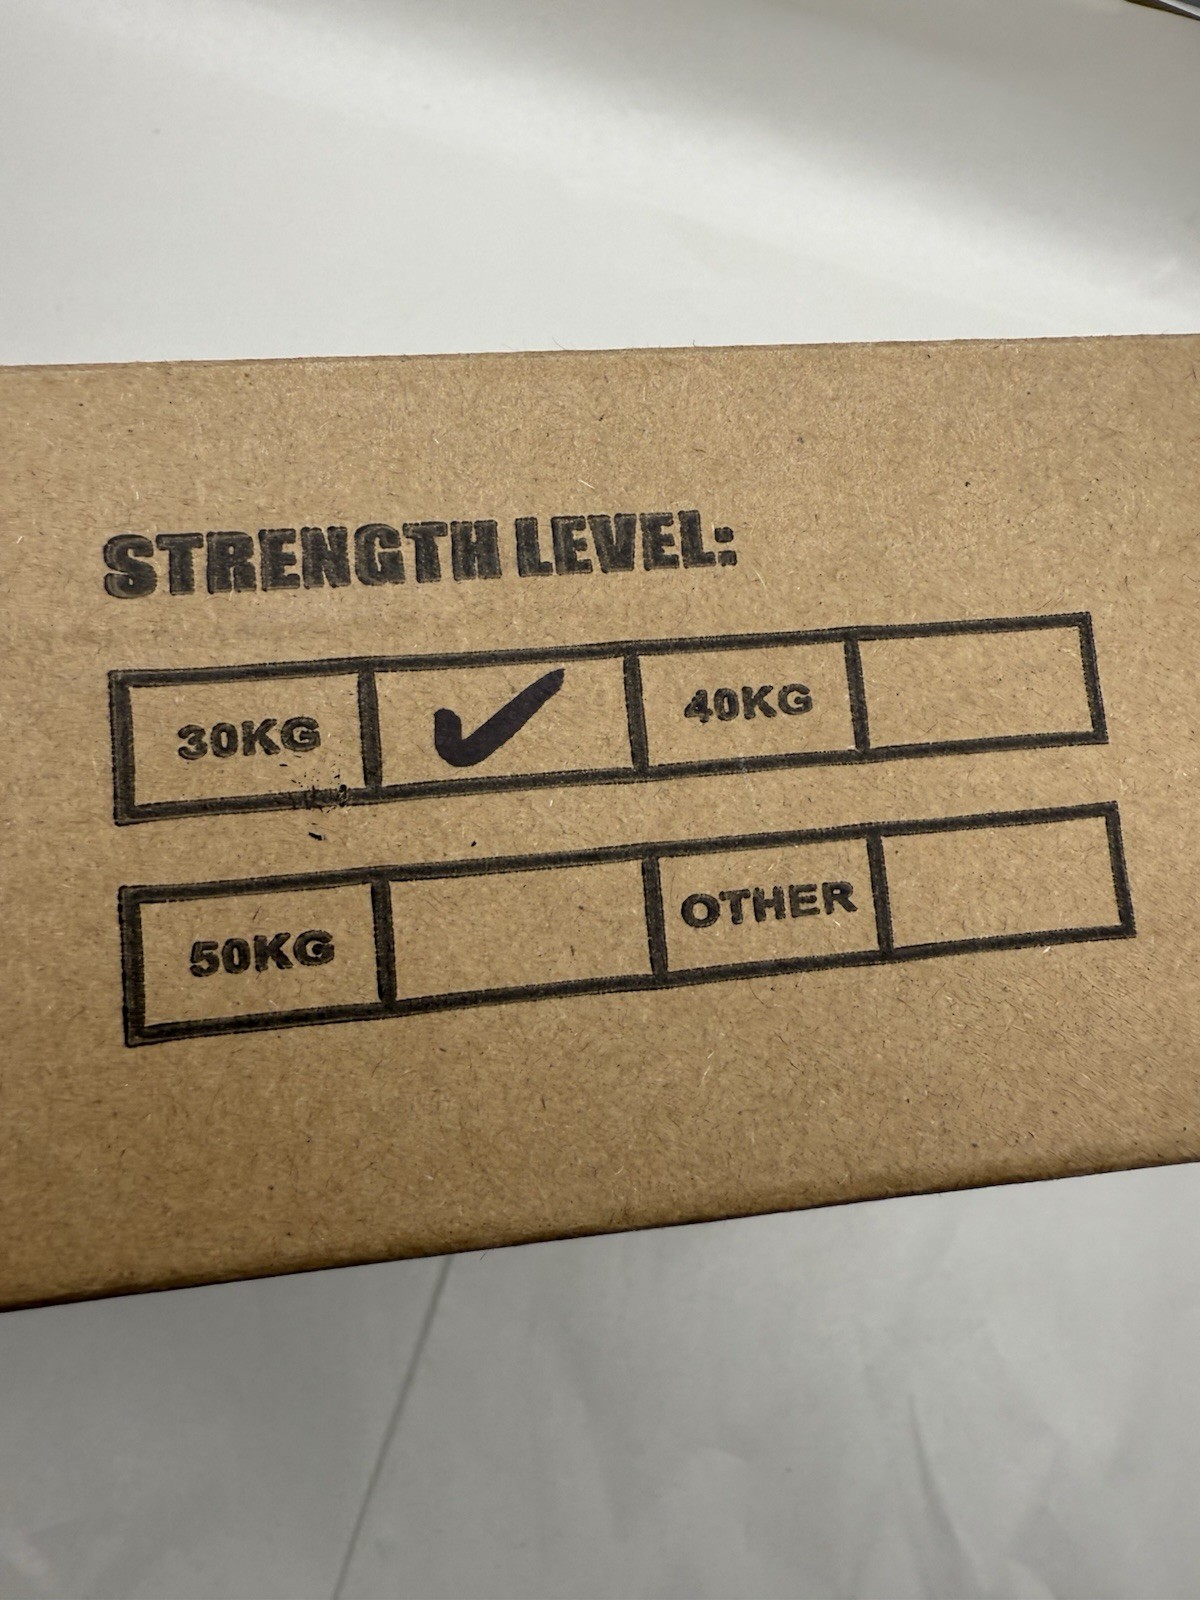 STRENGTH LEVEL:
30KG ✓ 40KG
50KG OTHER